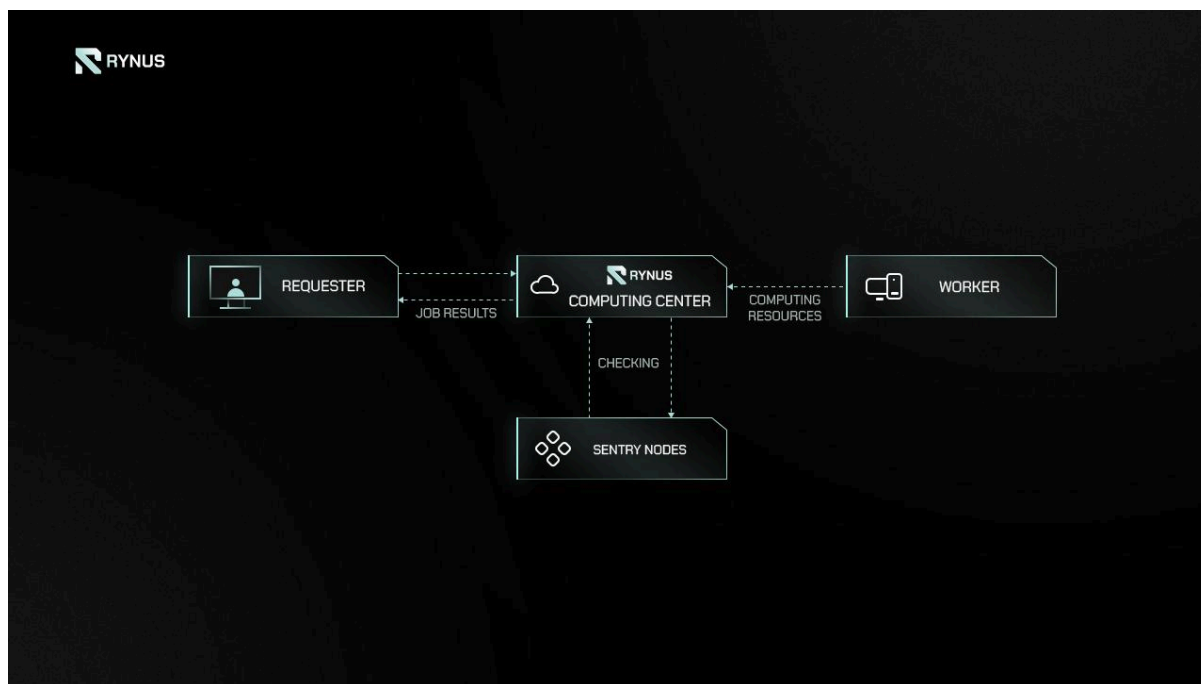 RYNUS
REQUESTER
RYNUS
COMPUTING CENTER
WORKER
JOB RESULTS
COMPUTING
RESOURCES
CHECKING
SENTRY NODES